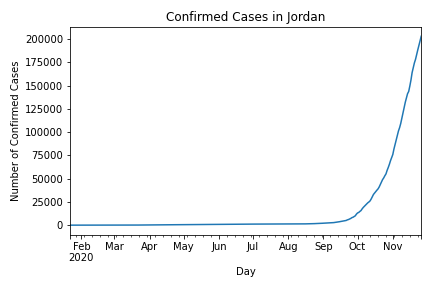 Confirmed Cases in Jordan
Number of Confirmed Cases
200000
175000
150000
125000
100000
75000
50000
25000
0
Feb Mar Apr May Jun Jul Aug Sep Oct Nov
2020
Day